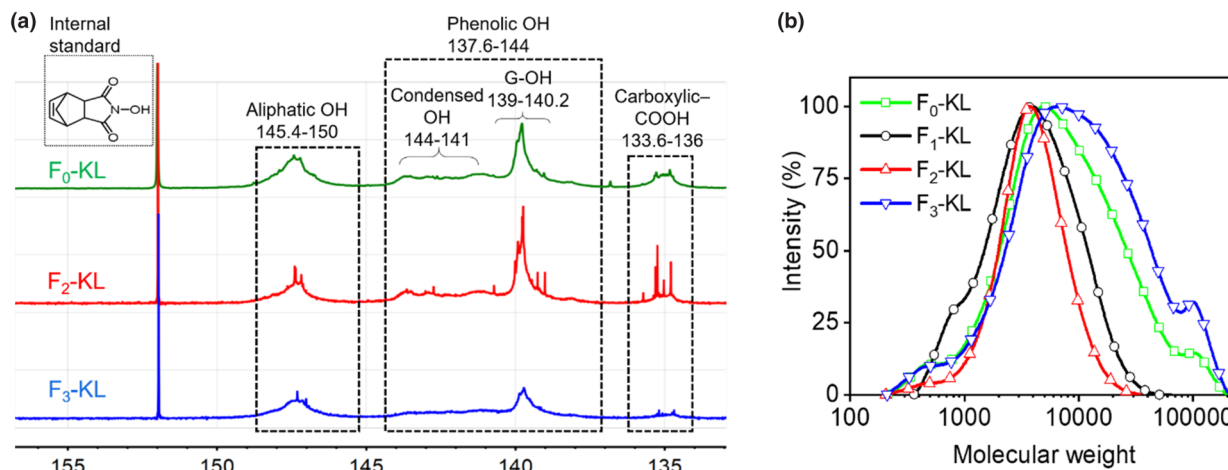 (a)
Internal
standard
O
N–OH
O
Phenolic OH
137.6-144
G-OH
139-140.2
Aliphatic OH
145.4-150
Condensed
OH
144-141
Carboxylic–
COOH
133.6-136
F₀-KL
F₂-KL
F₃-KL
155 150 145 140 135
(b)
F₀-KL
F₁-KL
F₂-KL
F₃-KL
Intensity (%)
100
75
50
25
0
100 1000 10000 100000
Molecular weight